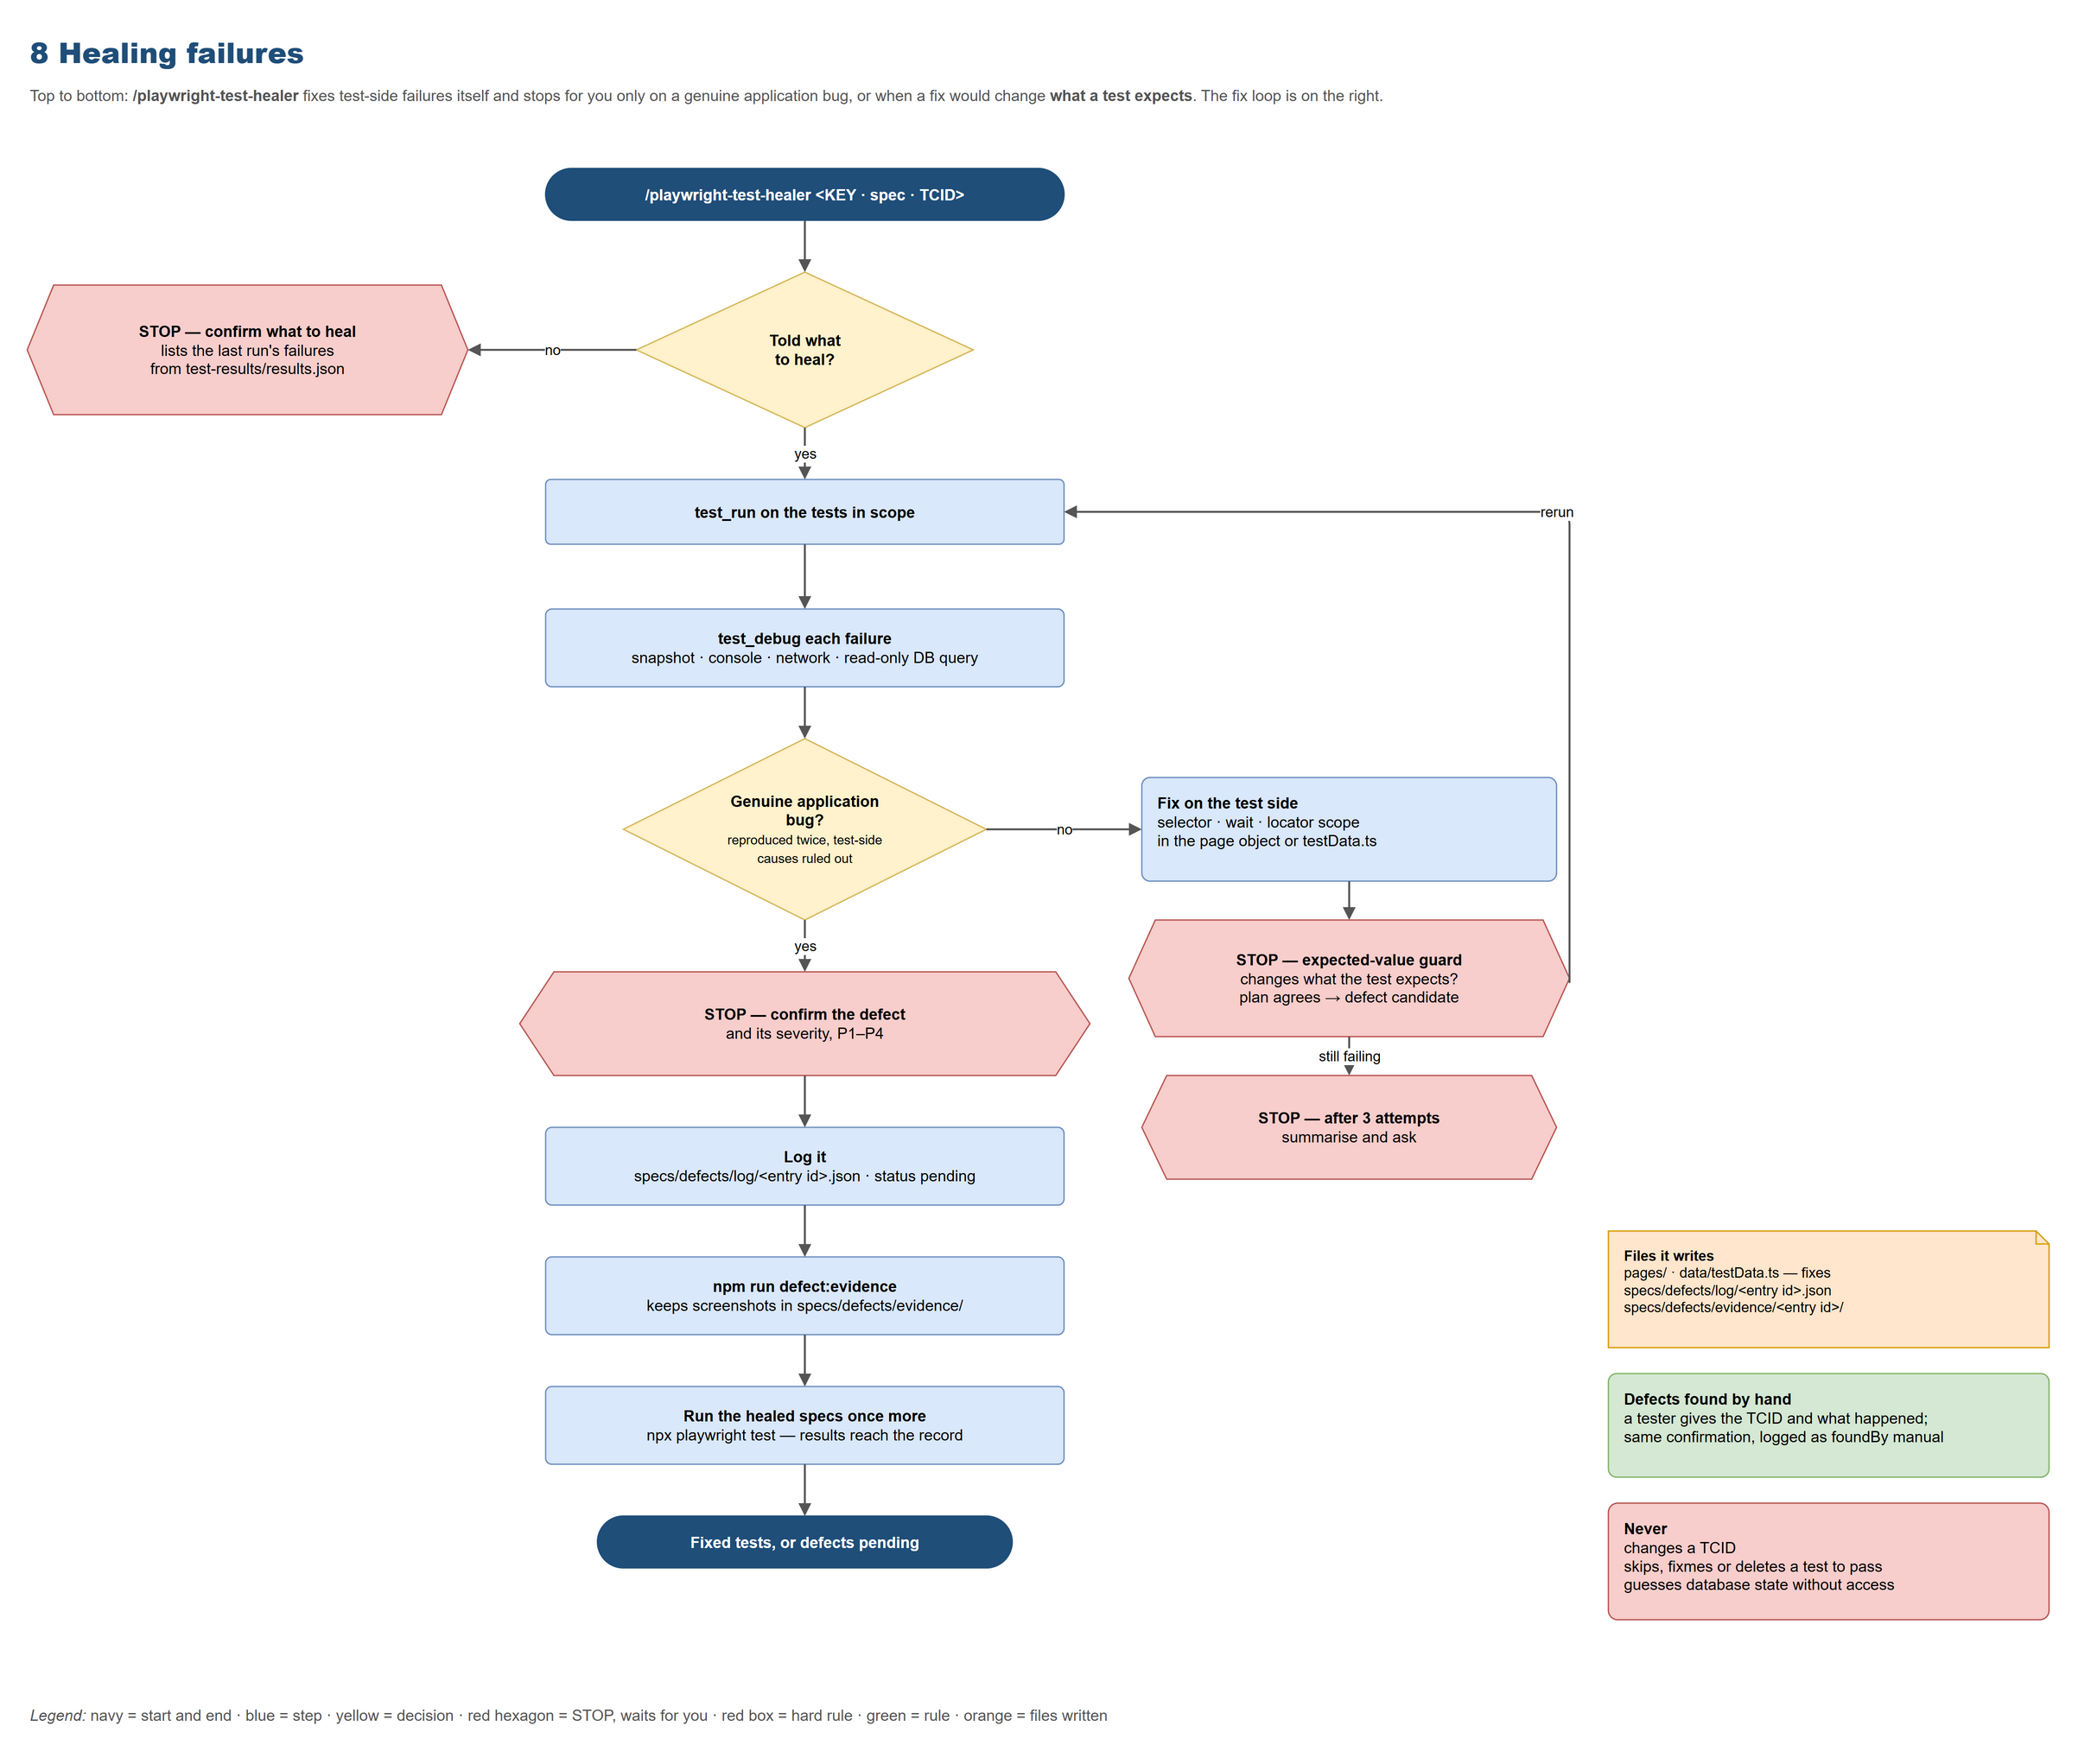 8 Healing failures
Top to bottom: /playwright-test-healer fixes test-side failures itself and stops for you only on a genuine application bug, or when a fix would change what a test expects. The fix loop is on the right.
/playwright-test-healer <KEY · spec · TCID>
STOP — confirm what to heal
lists the last run's failures
from test-results/results.json
no
Told what
to heal?
yes
test_run on the tests in scope
rerun
test_debug each failure
snapshot · console · network · read-only DB query
Genuine application
bug?
reproduced twice, test-side
causes ruled out
no
Fix on the test side
selector · wait · locator scope
in the page object or testData.ts
yes
STOP — expected-value guard
changes what the test expects?
plan agrees → defect candidate
STOP — confirm the defect
and its severity, P1–P4
still failing
STOP — after 3 attempts
summarise and ask
Log it
specs/defects/log/<entry id>.json · status pending
npm run defect:evidence
keeps screenshots in specs/defects/evidence/
Run the healed specs once more
npx playwright test — results reach the record
Fixed tests, or defects pending
Files it writes
pages/ · data/testData.ts — fixes
specs/defects/log/<entry id>.json
specs/defects/evidence/<entry id>/
Defects found by hand
a tester gives the TCID and what happened;
same confirmation, logged as foundBy manual
Never
changes a TCID
skips, fixmes or deletes a test to pass
guesses database state without access
Legend: navy = start and end · blue = step · yellow = decision · red hexagon = STOP, waits for you · red box = hard rule · green = rule · orange = files written